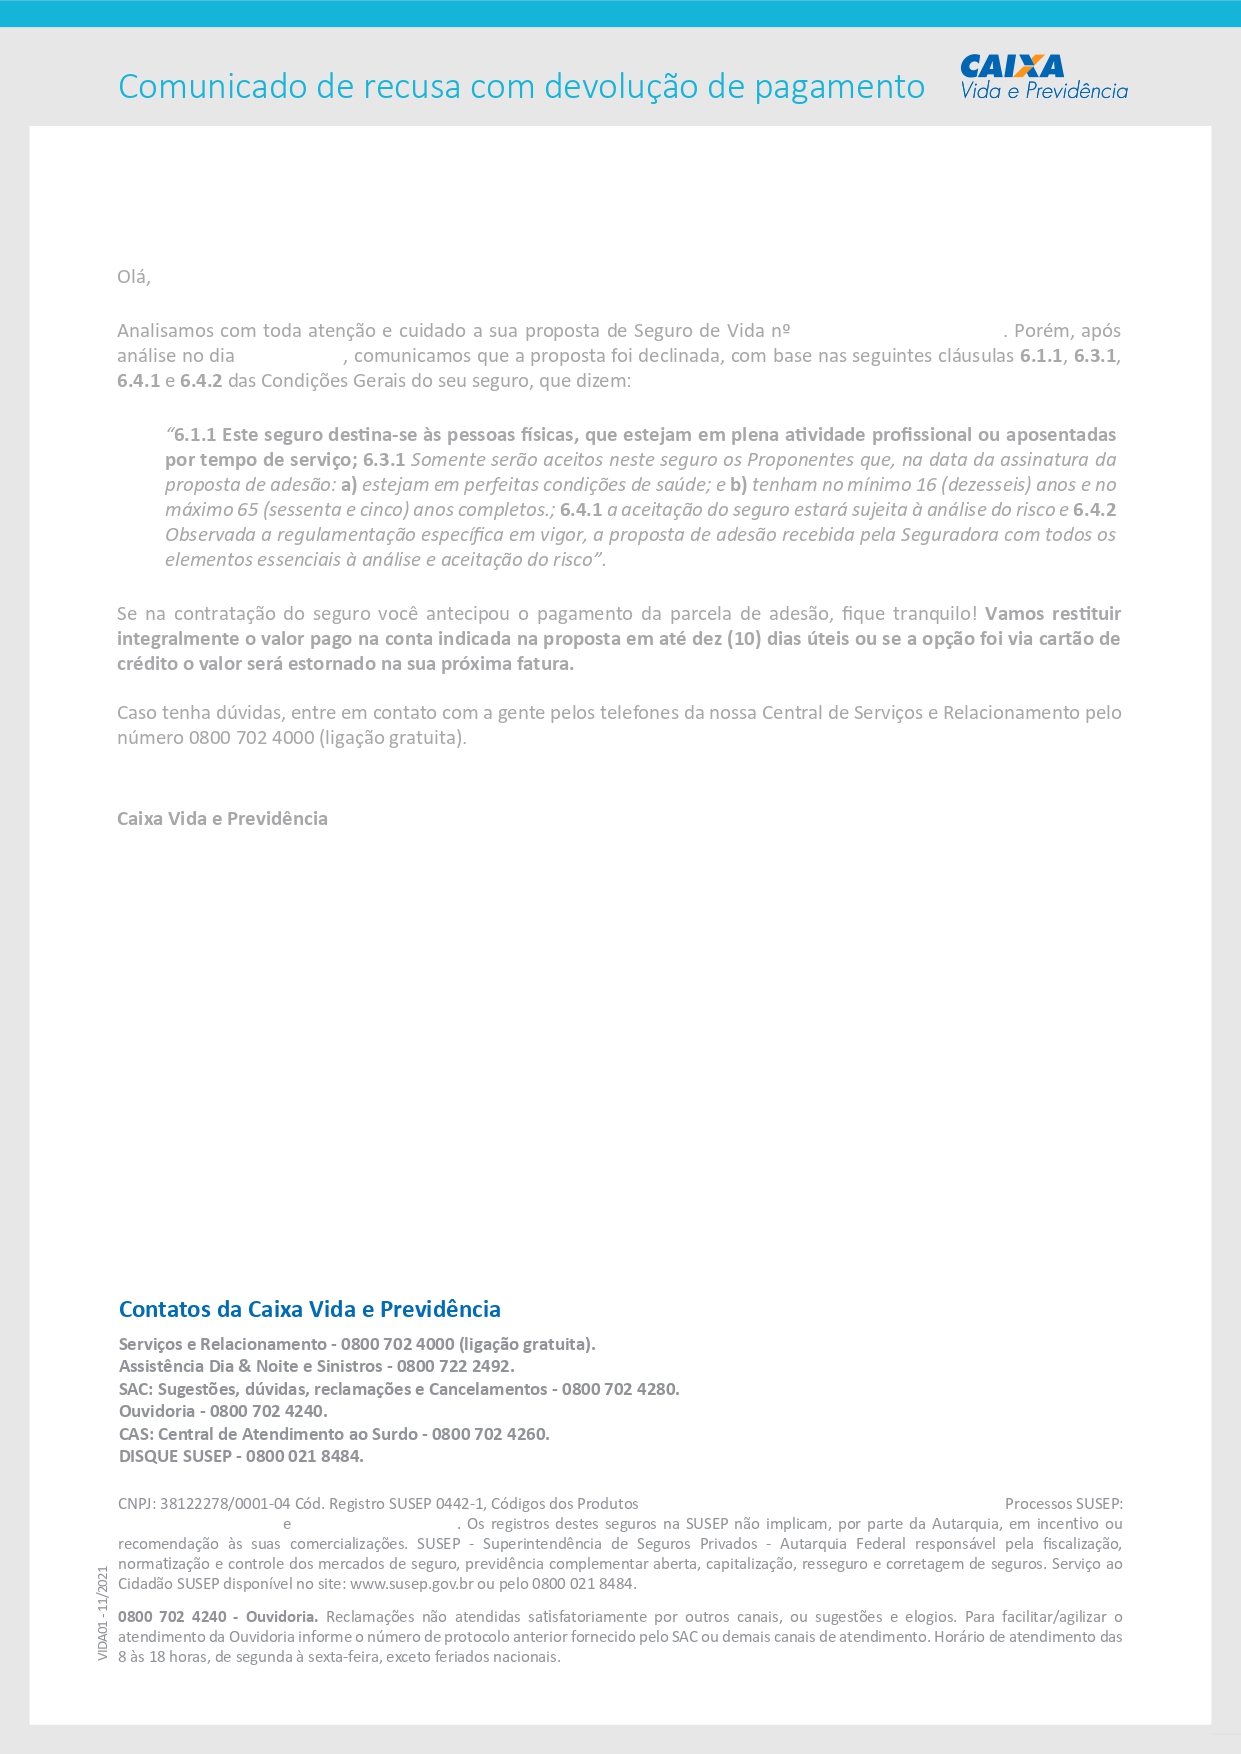 Comunicado de recusa com devolução de pagamento
CAIXA
Vida e Previdência
Olá,
Analisamos com toda atenção e cuidado a sua proposta de Seguro de Vida nº . Porém, após
análise no dia , comunicamos que a proposta foi declinada, com base nas seguintes cláusulas 6.1.1, 6.3.1,
6.4.1 e 6.4.2 das Condições Gerais do seu seguro, que dizem:
“6.1.1 Este seguro destina-se às pessoas físicas, que estejam em plena atividade profissional ou aposentadas
por tempo de serviço; 6.3.1 Somente serão aceitos neste seguro os Proponentes que, na data da assinatura da
proposta de adesão: a) estejam em perfeitas condições de saúde; e b) tenham no mínimo 16 (dezesseis) anos e no
máximo 65 (sessenta e cinco) anos completos.; 6.4.1 a aceitação do seguro estará sujeita à análise do risco e 6.4.2
Observada a regulamentação específica em vigor, a proposta de adesão recebida pela Seguradora com todos os
elementos essenciais à análise e aceitação do risco”.
Se na contratação do seguro você antecipou o pagamento da parcela de adesão, fique tranquilo! Vamos restituir
integralmente o valor pago na conta indicada na proposta em até dez (10) dias úteis ou se a opção foi via cartão de
crédito o valor será estornado na sua próxima fatura.
Caso tenha dúvidas, entre em contato com a gente pelos telefones da nossa Central de Serviços e Relacionamento pelo
número 0800 702 4000 (ligação gratuita).
Caixa Vida e Previdência
Contatos da Caixa Vida e Previdência
Serviços e Relacionamento - 0800 702 4000 (ligação gratuita).
Assistência Dia & Noite e Sinistros - 0800 722 2492.
SAC: Sugestões, dúvidas, reclamações e Cancelamentos - 0800 702 4280.
Ouvidoria - 0800 702 4240.
CAS: Central de Atendimento ao Surdo - 0800 702 4260.
DISQUE SUSEP - 0800 021 8484.
CNPJ: 38122278/0001-04 Cód. Registro SUSEP 0442-1, Códigos dos Produtos Processos SUSEP:
e . Os registros destes seguros na SUSEP não implicam, por parte da Autarquia, em incentivo ou
recomendação às suas comercializações. SUSEP - Superintendência de Seguros Privados - Autarquia Federal responsável pela fiscalização,
normatização e controle dos mercados de seguro, previdência complementar aberta, capitalização, resseguro e corretagem de seguros. Serviço ao
Cidadão SUSEP disponível no site: www.susep.gov.br ou pelo 0800 021 8484.
0800 702 4240 - Ouvidoria. Reclamações não atendidas satisfatoriamente por outros canais, ou sugestões e elogios. Para facilitar/agilizar o
atendimento da Ouvidoria informe o número de protocolo anterior fornecido pelo SAC ou demais canais de atendimento. Horário de atendimento das
8 às 18 horas, de segunda à sexta-feira, exceto feriados nacionais.
VIDA01 - 11/2021